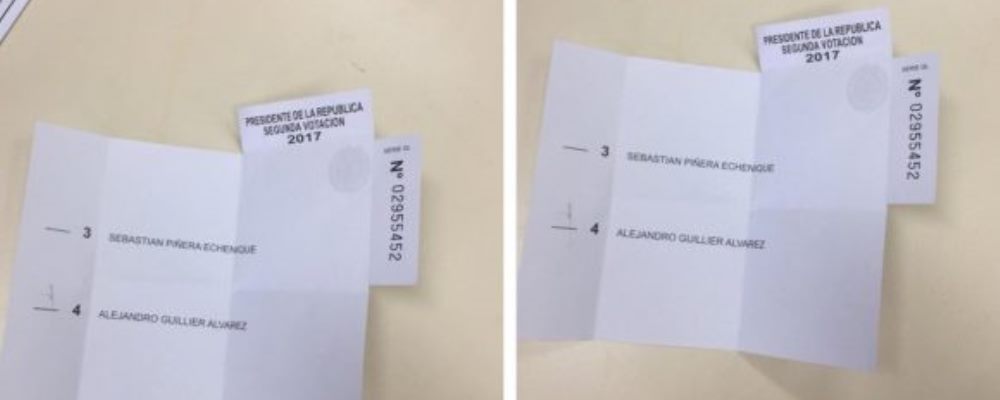 PRESIDENTE DE LA REPUBLICA
SEGUNDA VOTACION
2017
SERIE GL
Nº 02955452
3 SEBASTIAN PIÑERA ECHENIQUE
4 ALEJANDRO GUILLIER ALVAREZ
PRESIDENTE DE LA REPUBLICA
SEGUNDA VOTACION
2017
Nº 02955452
3 SEBASTIAN PIÑERA ECHENIQUE
4 ALEJANDRO GUILLIER ALVAREZ